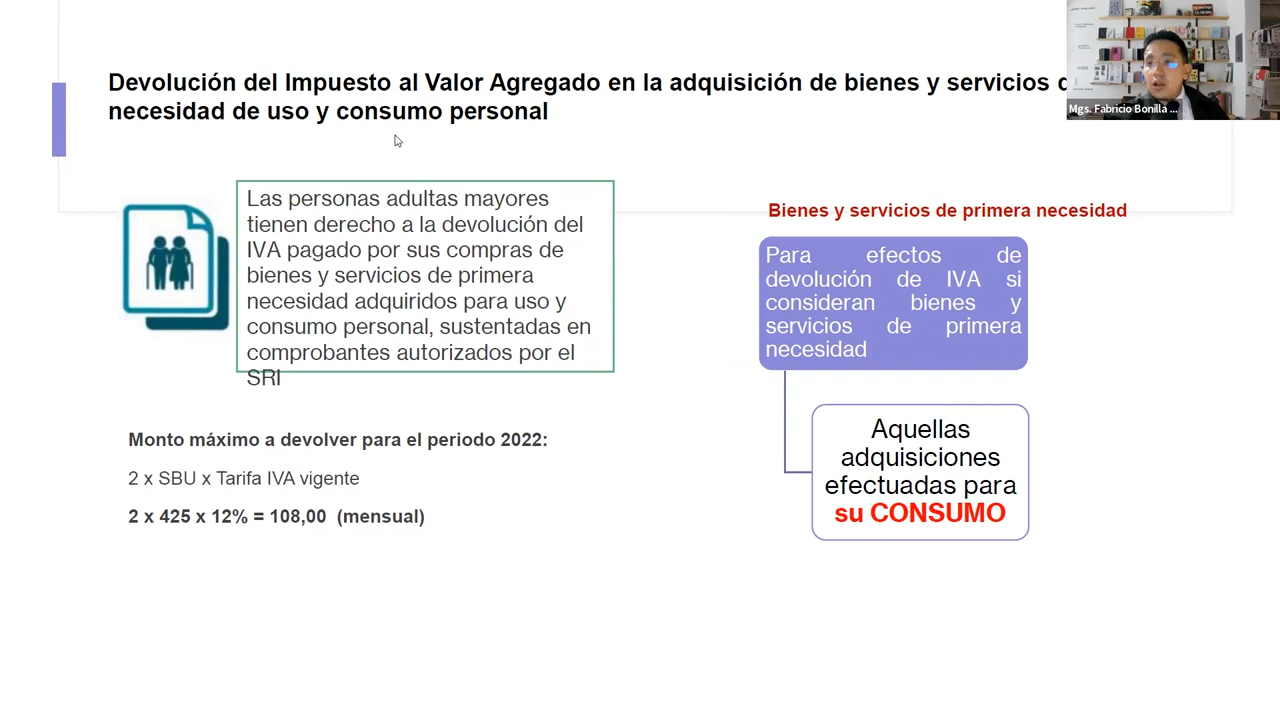 Devolución del Impuesto al Valor Agregado en la adquisición de bienes y servicios
necesidad de uso y consumo personal
Mgs. Fabricio Bonilla ...
Las personas adultas mayores
tienen derecho a la devolución del
IVA pagado por sus compras de
bienes y servicios de primera
necesidad adquiridos para uso y
consumo personal, sustentadas en
comprobantes autorizados por el
SRI
Monto máximo a devolver para el periodo 2022:
2 x SBU x Tarifa IVA vigente
2 x 425 x 12% = 108,00 (mensual)
Bienes y servicios de primera necesidad
Para efectos de
devolución de IVA si
consideran bienes y
servicios de primera
necesidad
Aquellas
adquisiciones
efectuadas para
su CONSUMO